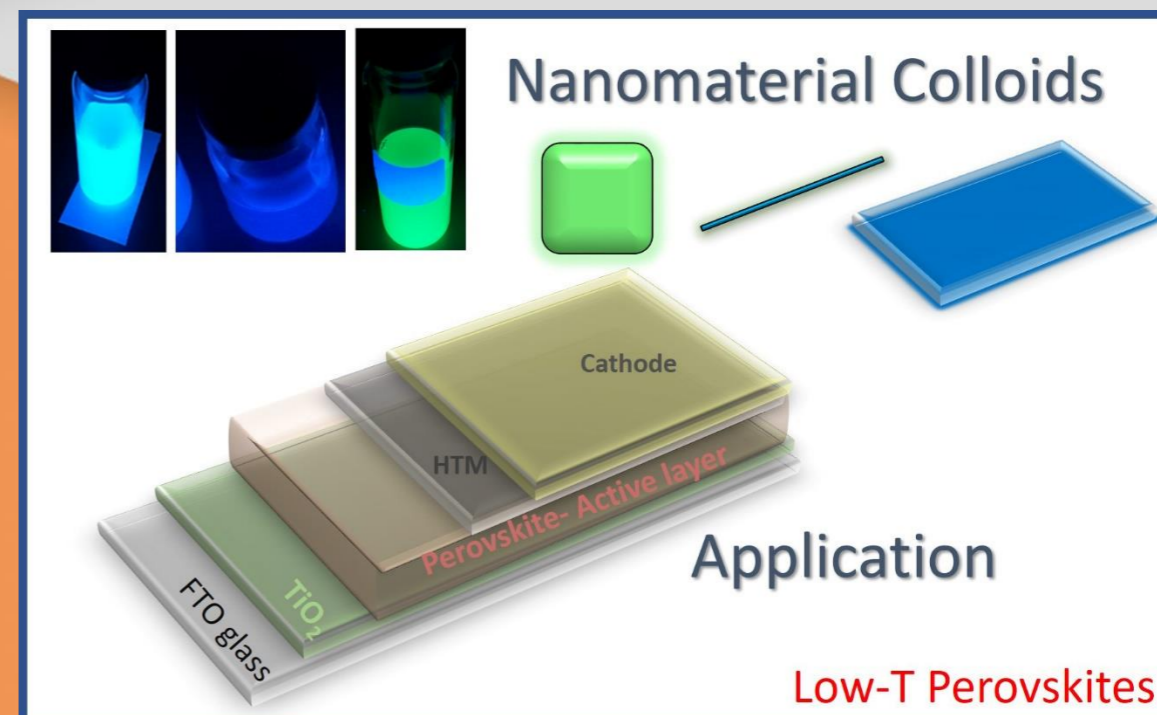 Nanomaterial Colloids
Cathode
HTM
Perovskite- Active layer
TiO₂
FTO glass
Application
Low-T Perovskites